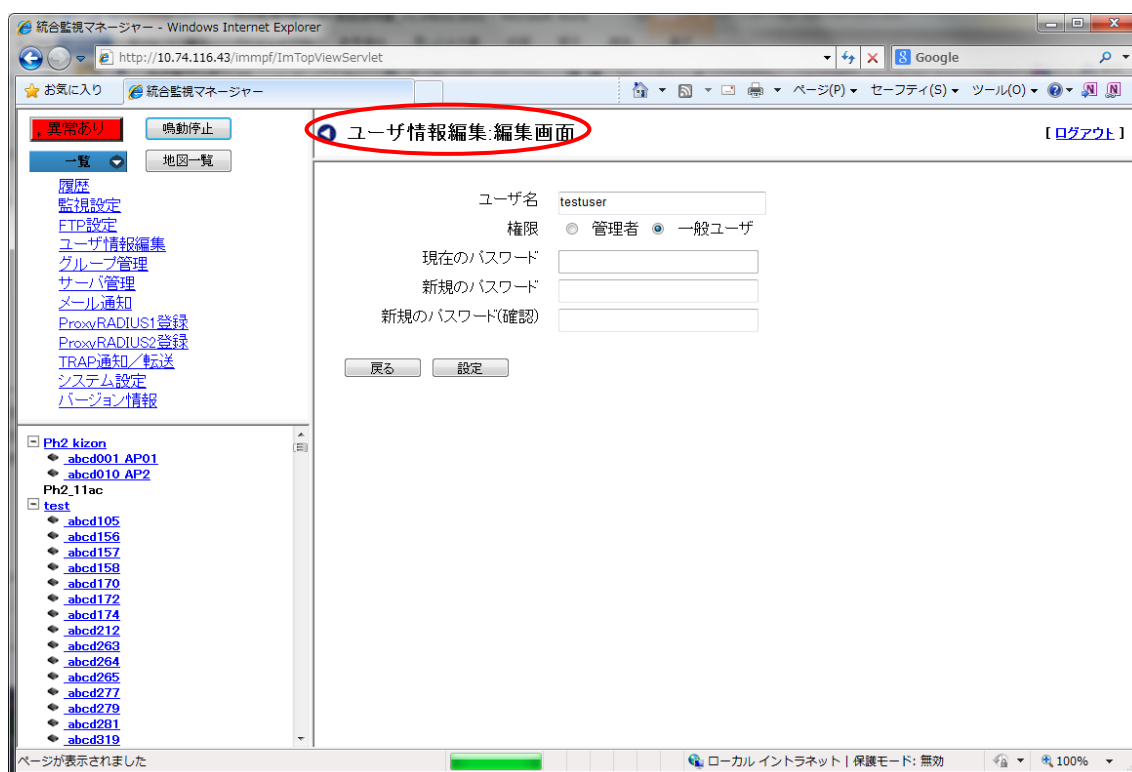 統合監視マネージャー - Windows Internet Explorer
http://10.74.116.43/immpf/ImTopViewServlet
Google
お気に入り
統合監視マネージャー
ページ(P) セーフティ(S) ツール(O)
異常あり 鳴動停止
一覧 地図一覧
履歴
監視設定
FTP設定
ユーザ情報編集
グループ管理
サーバ管理
メール通知
ProxyRADIUS1登録
ProxyRADIUS2登録
TRAP通知／転送
システム設定
バージョン情報
Ph2 kizon
abcd001 AP01
abcd010 AP2
Ph2_11ac
test
abcd105
abcd156
abcd157
abcd158
abcd170
abcd172
abcd174
abcd212
abcd263
abcd264
abcd265
abcd277
abcd279
abcd281
abcd319
ユーザ情報編集:編集画面
[ ログアウト ]
ユーザ名 testuser
権限 管理者 一般ユーザ
現在のパスワード
新規のパスワード
新規のパスワード(確認)
戻る 設定
ページが表示されました
ローカル イントラネット | 保護モード: 無効
100%